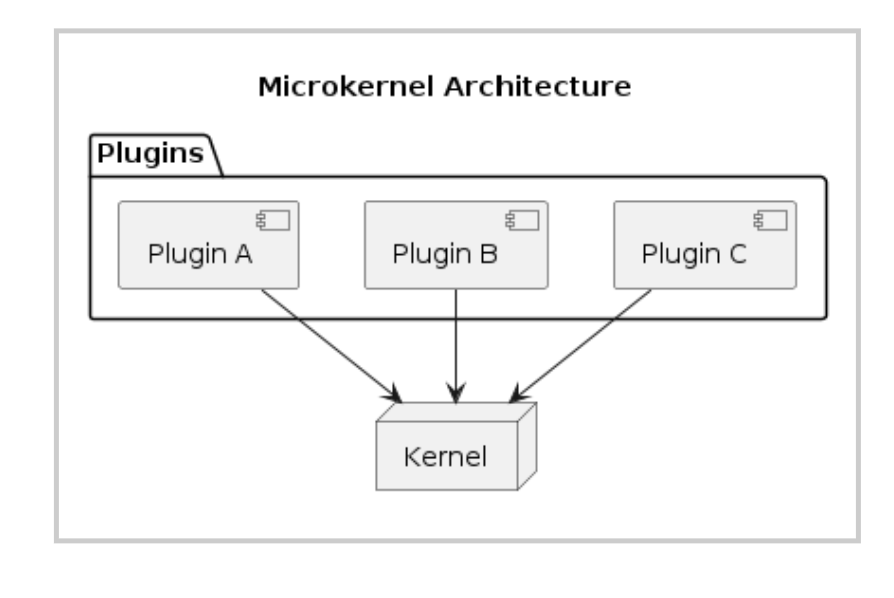 Microkernel Architecture
Plugins
Plugin A
Plugin B
Plugin C
Kernel